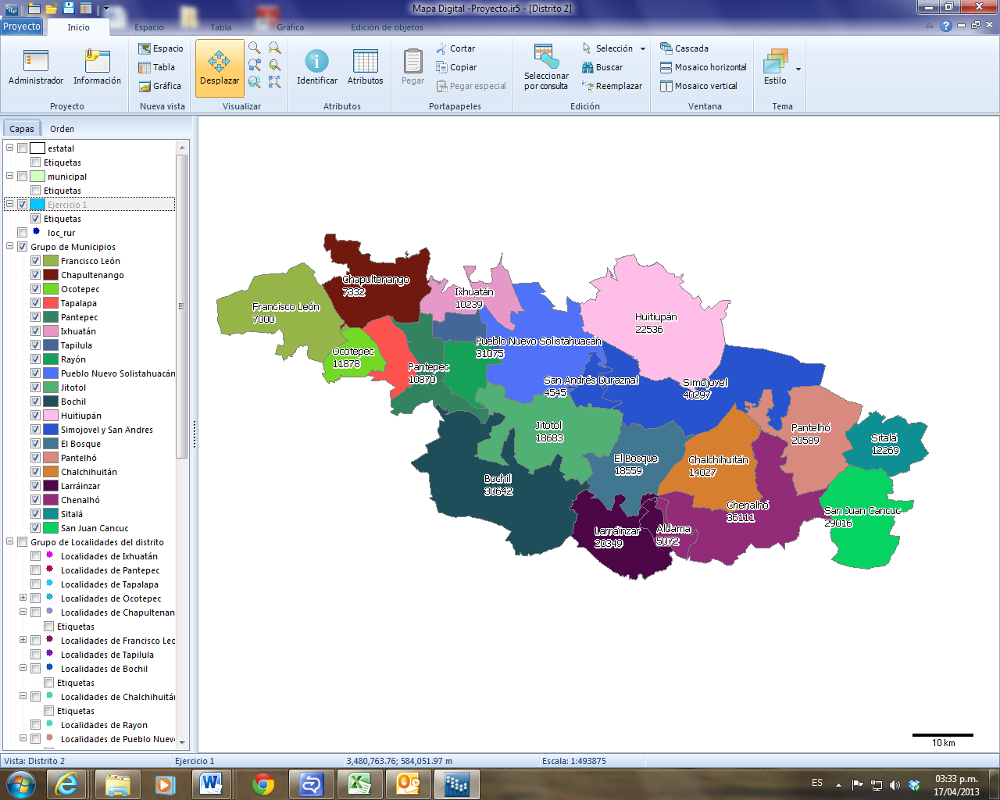 Mapa Digital -Proyecto.ir5 - [Distrito 2]
Proyecto
Inicio
Espacio
Tabla
Gráfica
Edición de objetos
Administrador
Información
Proyecto
Espacio
Tabla
Gráfica
Nueva vista
Desplazar
Visualizar
Identificar
Atributos
Atributos
Pegar
Cortar
Copiar
Pegar especial
Portapapeles
Seleccionar
por consulta
Selección
Buscar
Reemplazar
Edición
Cascada
Mosaico horizontal
Mosaico vertical
Ventana
Estilo
Tema
Capas
Orden
estatal
Etiquetas
municipal
Etiquetas
Ejercicio 1
Etiquetas
loc_rur
Grupo de Municipios
Francisco León
Chapultenango
Ocotepec
Tapalapa
Pantepec
Ixhuatán
Tapilula
Rayón
Pueblo Nuevo Solistahuacán
Jitotol
Bochil
Huitiupán
Simojovel y San Andres
El Bosque
Pantelhó
Chalchihuitán
Larráinzar
Chenalhó
Sitalá
San Juan Cancuc
Grupo de Localidades del distrito
Localidades de Ixhuatán
Localidades de Pantepec
Localidades de Tapalapa
Localidades de Ocotepec
Localidades de Chapultenan
Etiquetas
Localidades de Francisco Leo
Localidades de Tapilula
Localidades de Bochil
Etiquetas
Localidades de Chalchihuitán
Etiquetas
Localidades de Rayon
Localidades de Pueblo Nuevo
Chapultenango
7332
Francisco León
7000
Ixhuatán
10239
Huitiupán
22536
Ocotepec
11878
Pueblo Nuevo Solistahuacán
31075
Pantepec
10870
San Andrés Duraznal
4545
Simojovel
40297
Jitotol
18683
Pantelhó
20589
Sitalá
12269
El Bosque
18559
Chalchihuitán
14027
Bochil
30642
Chenalhó
36111
San Juan Cancuc
29016
Larráinzar
20349
Aldama
5072
10 km
Vista: Distrito 2
Ejercicio 1
3,480,763.76; 584,051.97 m
Escala: 1:493875
ES
03:33 p.m.
17/04/2013